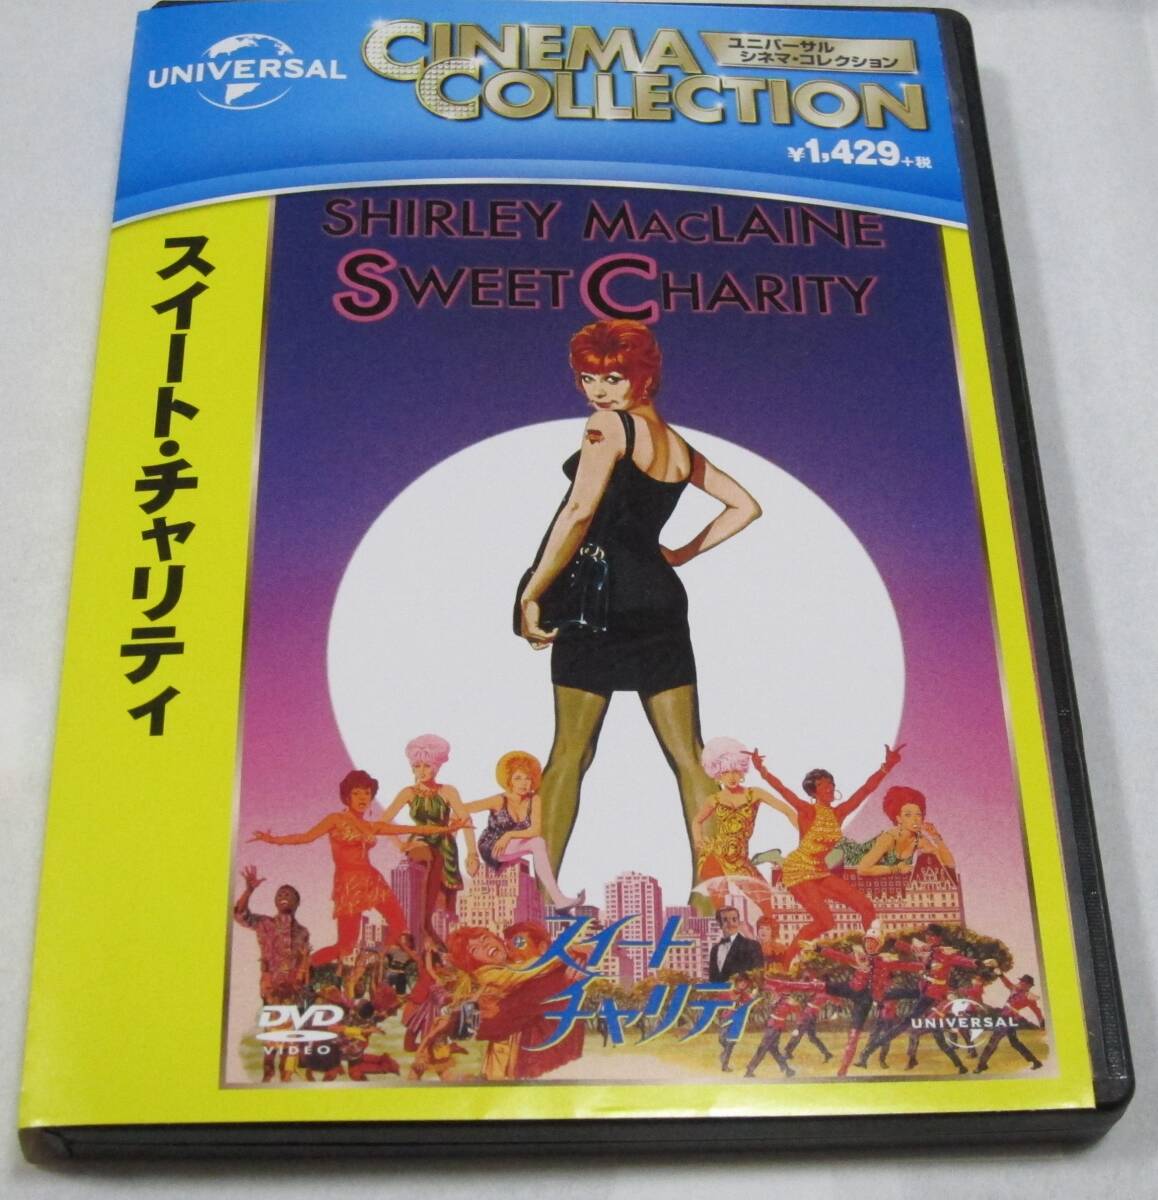 UNIVERSAL
CINEMA
COLLECTION
ユニバーサル
シネマ・コレクション
¥1,429+税
スイート・チャリティ
SHIRLEY MACLAINE
SWEET CHARITY
スイート
チャリティ
DVD
VIDEO
UNIVERSAL